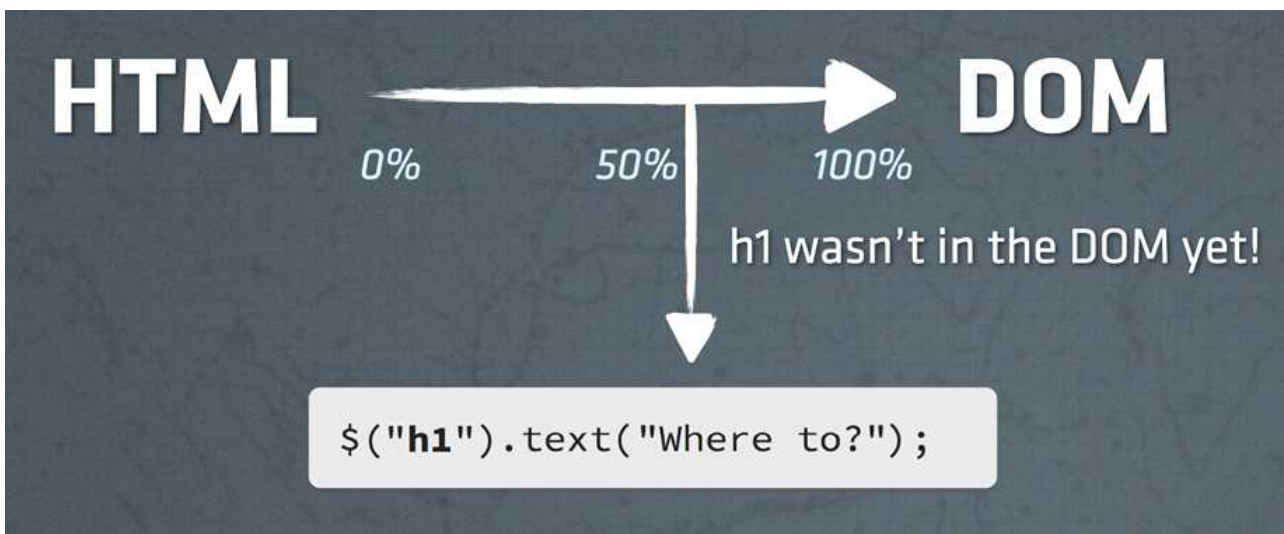 HTML DOM
0% 50% 100%
h1 wasn't in the DOM yet!
$("h1").text("Where to?");